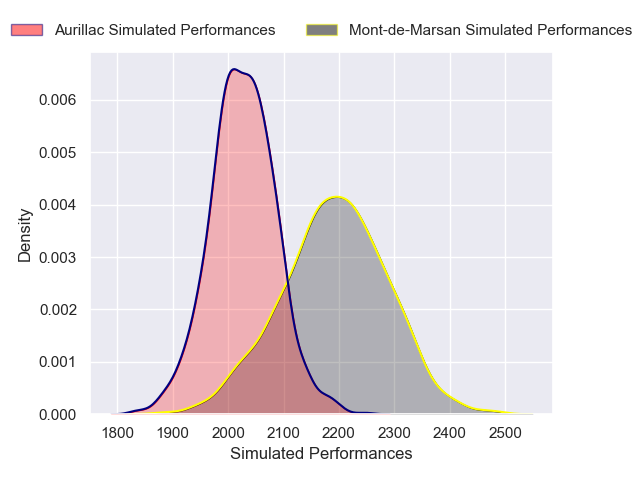 Aurillac Simulated Performances
Mont-de-Marsan Simulated Performances
0.006
0.005
0.004
0.003
0.002
0.001
0.000
Density
1800 1900 2000 2100 2200 2300 2400 2500
Simulated Performances